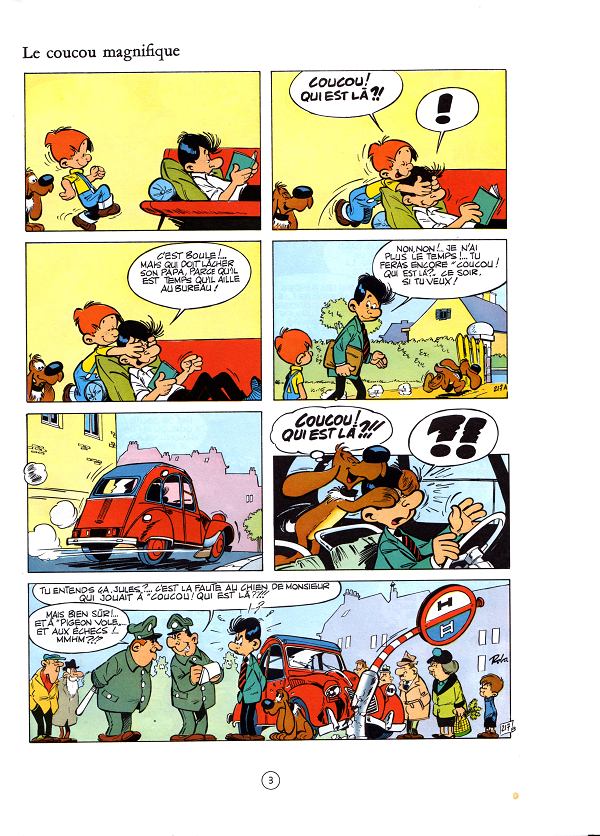 Le coucou magnifique
COUCOU!
QUI EST LÀ?!!
!
C'EST BOULE!...
MAIS QUI DOIT LÂCHER
SON PAPA, PARCE QU'IL
EST TEMPS QU'IL AILLE
AU BUREAU!
NON, NON!.. JE N'AI
PLUS LE TEMPS!... TU
FERAS ENCORE "COUCOU!
QUI EST LÀ?" CE SOIR,
SI TU VEUX!
217 A
COUCOU!
QUI EST LÀ?!!!
?!
TU ENTENDS ÇA, JULES?... C'EST LA FAUTE AU CHIEN DE MONSIEUR
QUI JOUAIT À "COUCOU! QUI EST LÀ?!!!
MAIS BIEN SÛR!...
ET À "PIGEON VOLE",
ET AUX ÉCHECS!...
MMHM?!?
!-?
H
Roba
217 B
3